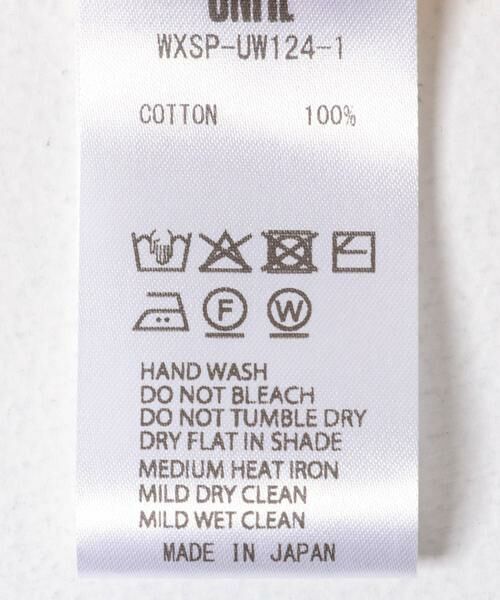 UNFIL
WXSP-UW124-1
COTTON 100%
F W
HAND WASH
DO NOT BLEACH
DO NOT TUMBLE DRY
DRY FLAT IN SHADE
MEDIUM HEAT IRON
MILD DRY CLEAN
MILD WET CLEAN
MADE IN JAPAN